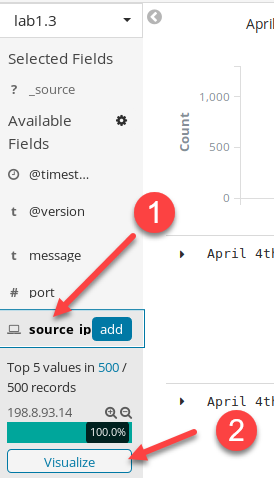 lab1.3
Selected Fields
? _source
Available
Fields
@timest...
t @version
t message
# port
source ip add
Top 5 values in 500 /
500 records
198.8.93.14
100.0%
Visualize
1
2
April
1,000
500
0
Count
April 4th
April 4th